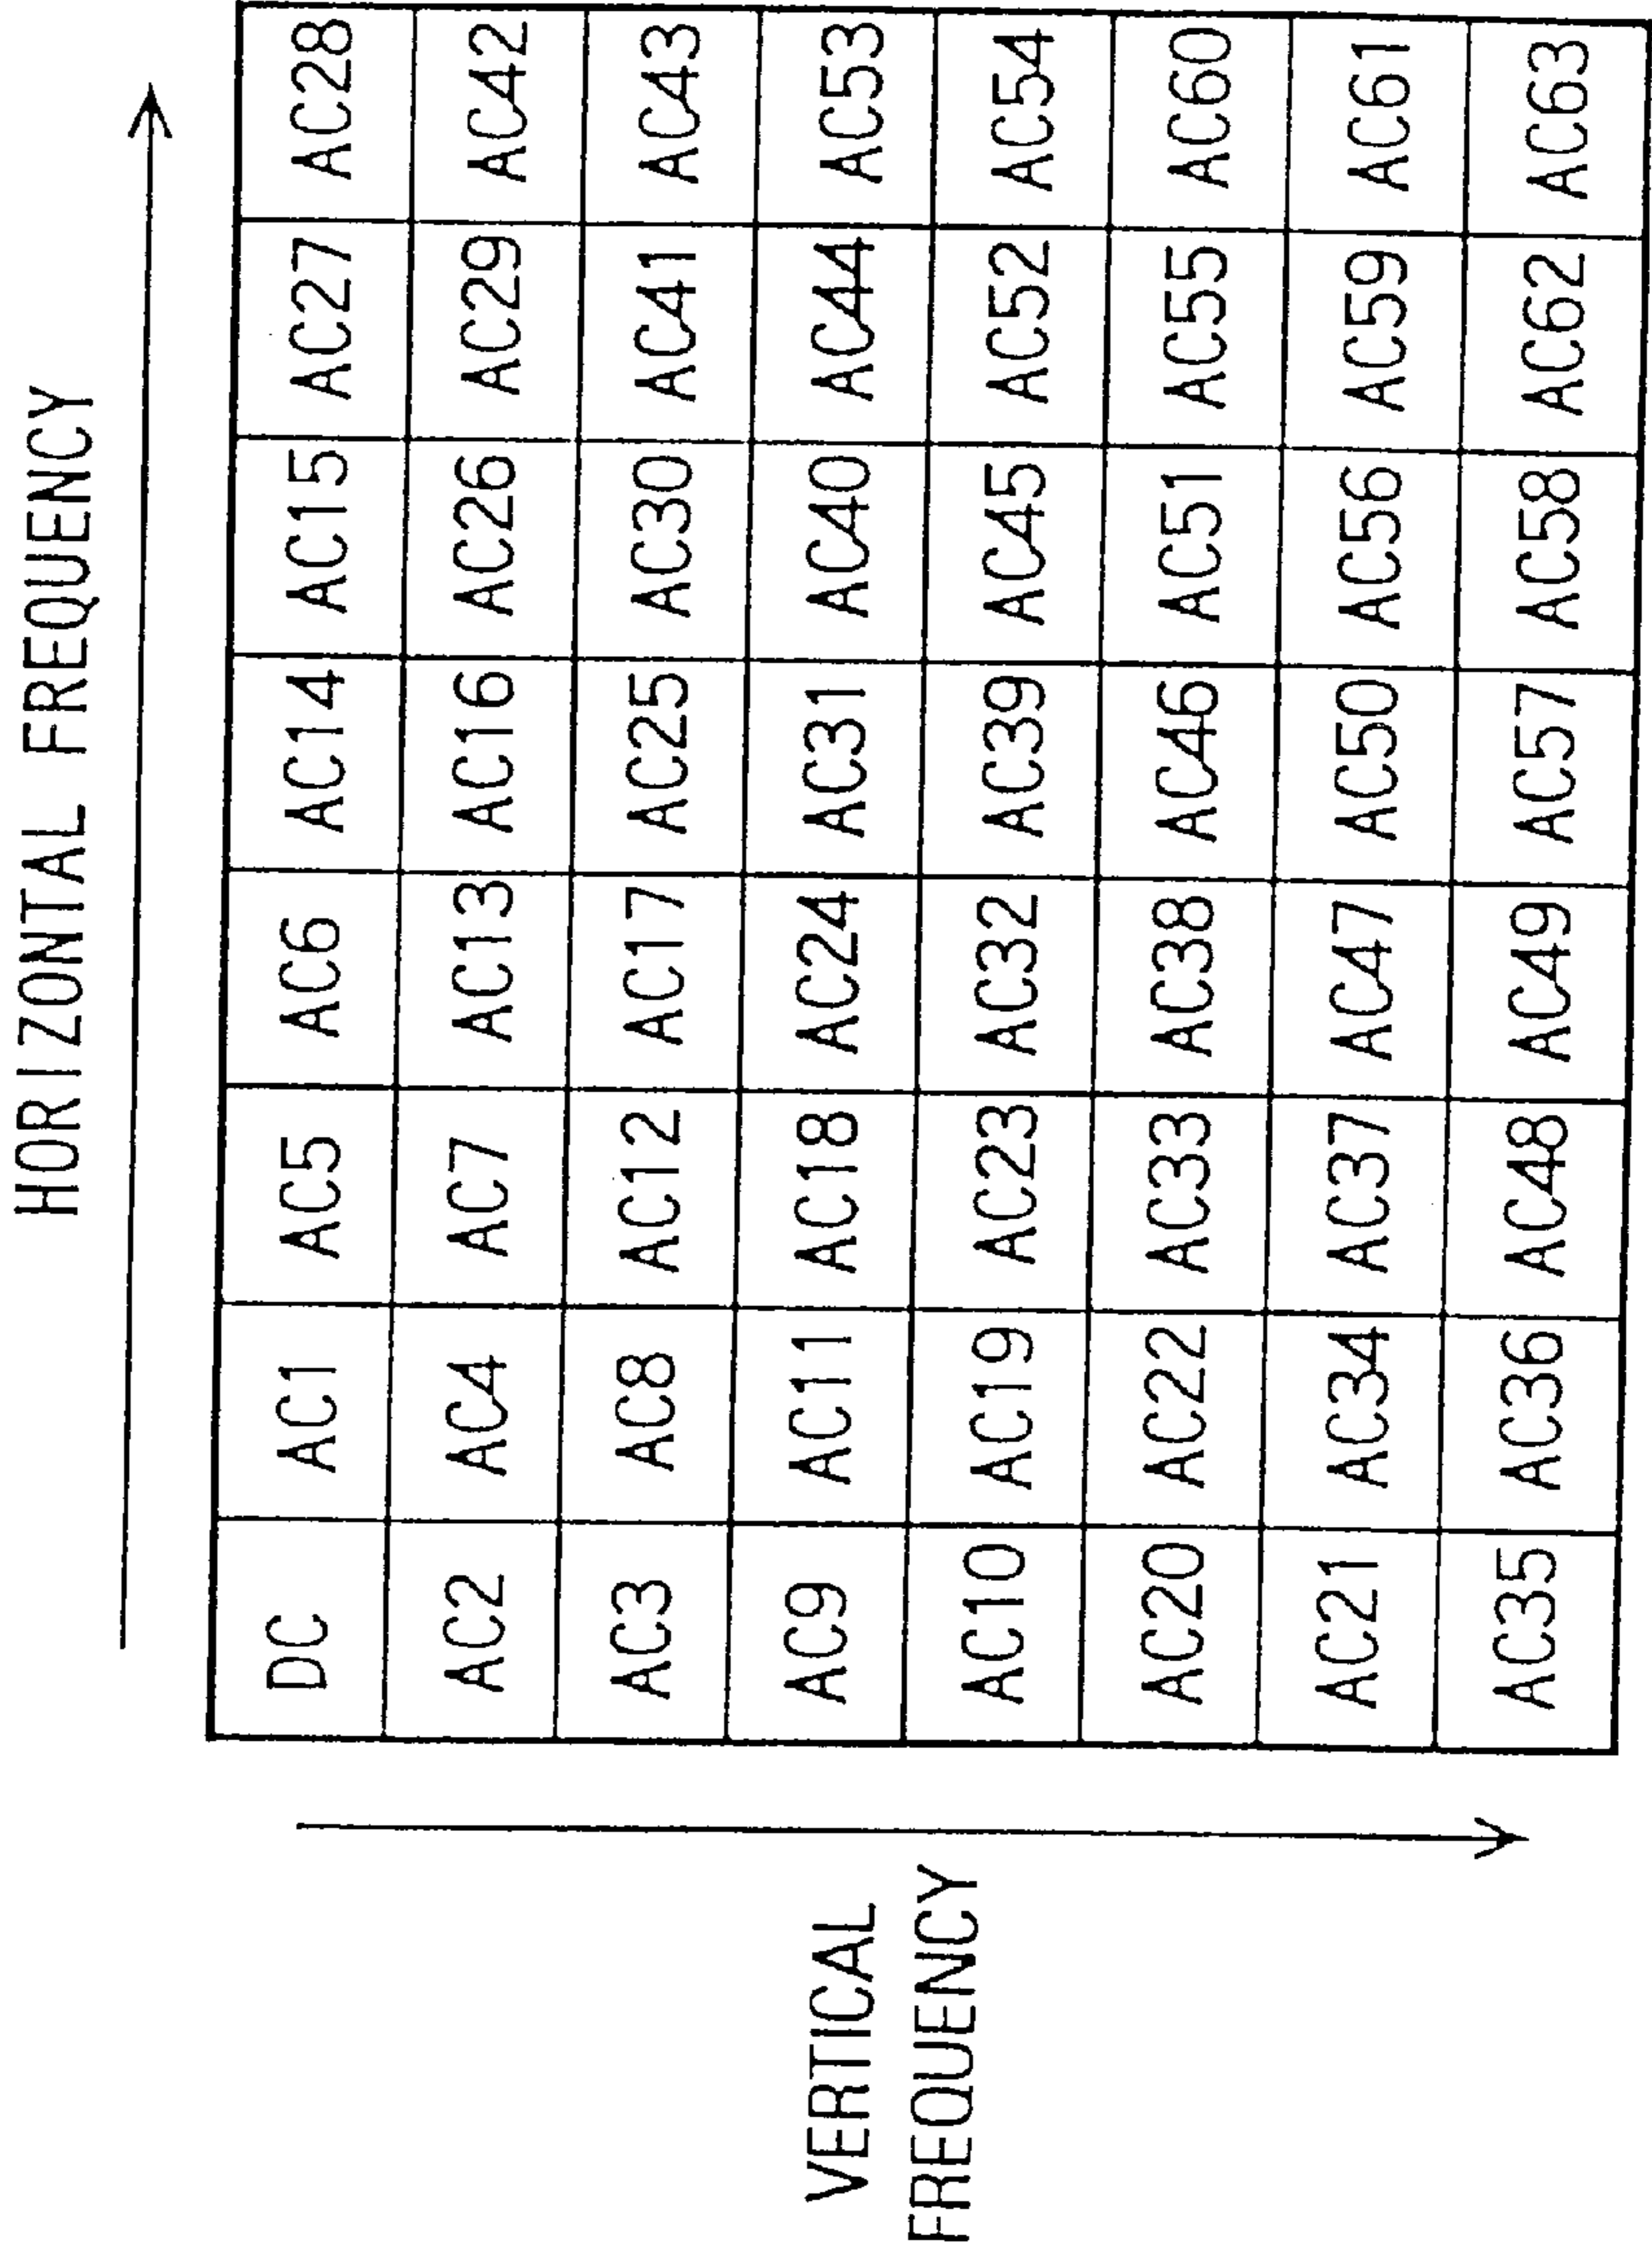 HORIZONTAL FREQUENCY
VERTICAL
FREQUENCY
DC AC1 AC5 AC6 AC14 AC15 AC27 AC28
AC2 AC4 AC7 AC13 AC16 AC26 AC29 AC42
AC3 AC8 AC12 AC17 AC25 AC30 AC41 AC43
AC9 AC11 AC18 AC24 AC31 AC40 AC44 AC53
AC10 AC19 AC23 AC32 AC39 AC45 AC52 AC54
AC20 AC22 AC33 AC38 AC46 AC51 AC55 AC60
AC21 AC34 AC37 AC47 AC50 AC56 AC59 AC61
AC35 AC36 AC48 AC49 AC57 AC58 AC62 AC63